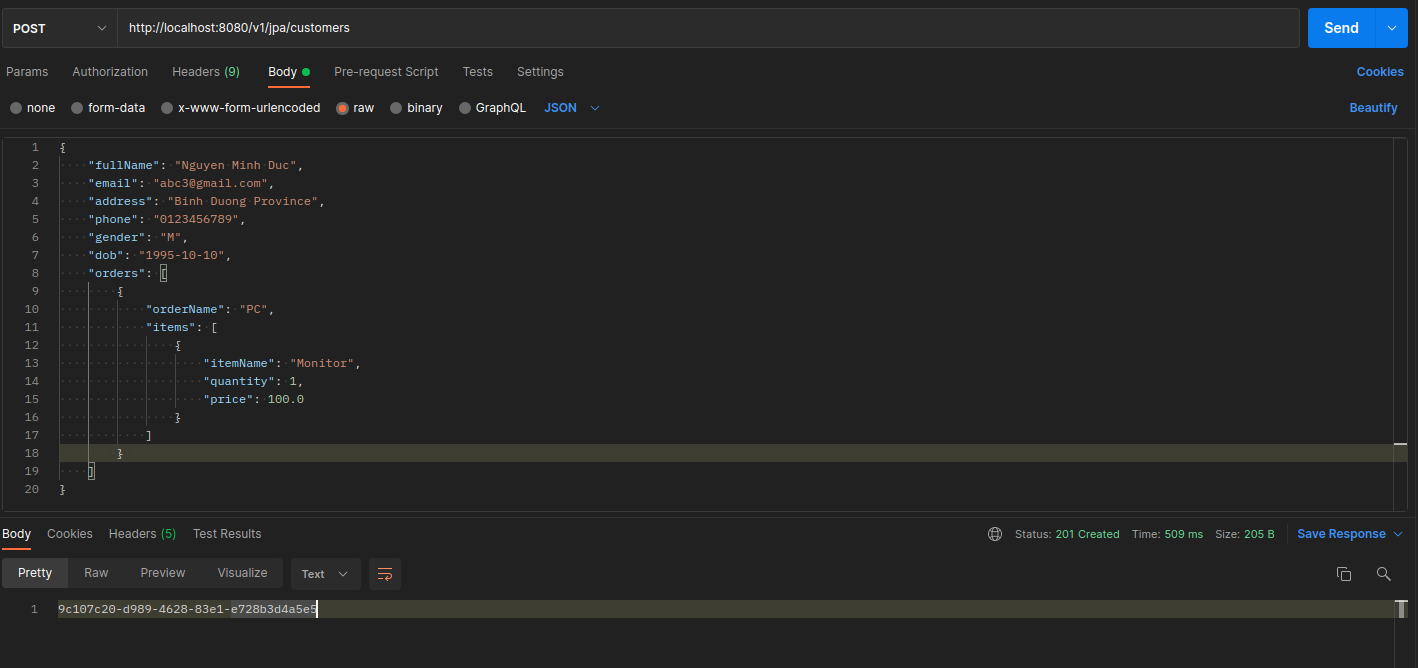 POST http://localhost:8080/v1/jpa/customers Send
Params Authorization Headers (9) Body Pre-request Script Tests Settings Cookies
none form-data x-www-form-urlencoded raw binary GraphQL JSON Beautify
1 {
2 "fullName": "Nguyen Minh Duc",
3 "email": "abc3@gmail.com",
4 "address": "Binh Duong Province",
5 "phone": "0123456789",
6 "gender": "M",
7 "dob": "1995-10-10",
8 "orders": [
9 {
10 "orderName": "PC",
11 "items": [
12 {
13 "itemName": "Monitor",
14 "quantity": 1,
15 "price": 100.0
16 }
17 ]
18 }
19 ]
20 }
Body Cookies Headers (5) Test Results Status: 201 Created Time: 509 ms Size: 205 B Save Response
Pretty Raw Preview Visualize Text
1 9c107c20-d989-4628-83e1-e728b3d4a5e5